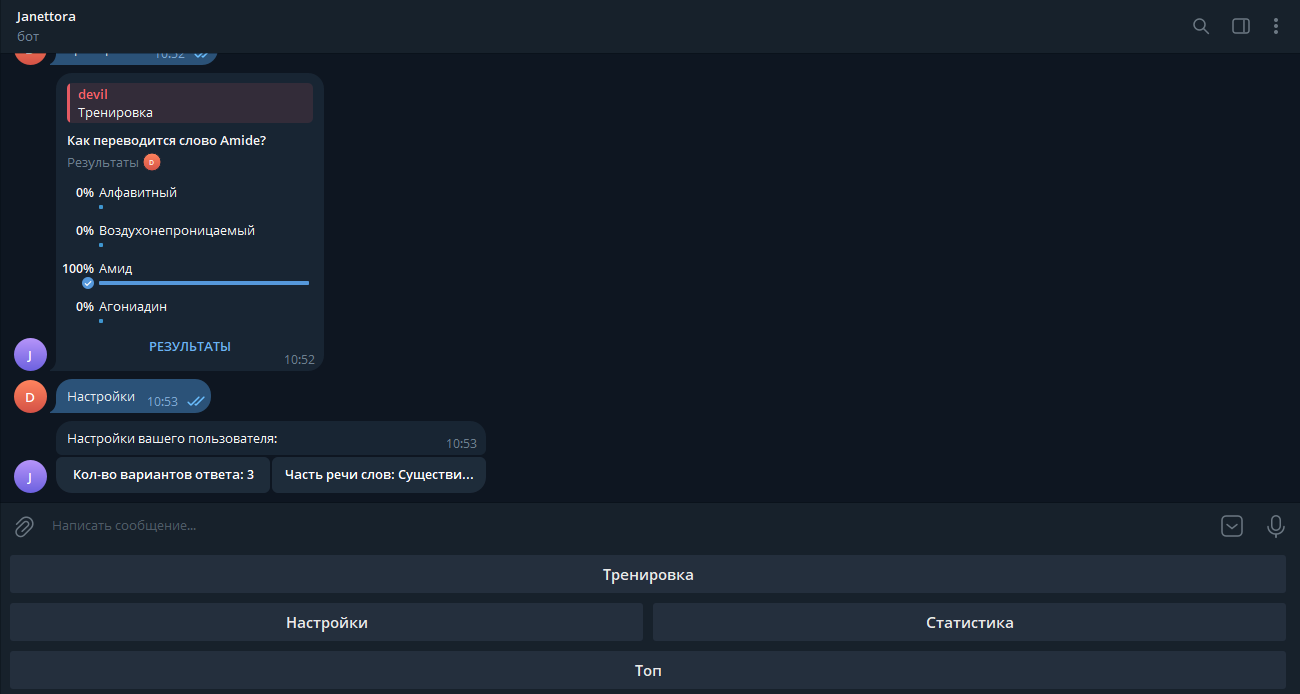 Janettora
бот
10:52
devil
Тренировка
Как переводится слово Amide?
Результаты D
0% Алфавитный
0% Воздухонепроницаемый
100% Амид
0% Агониадин
РЕЗУЛЬТАТЫ
10:52
J
D
Настройки 10:53
Настройки вашего пользователя: 10:53
J
Кол-во вариантов ответа: 3
Часть речи слов: Существи...
Написать сообщение...
Тренировка
Настройки
Статистика
Топ